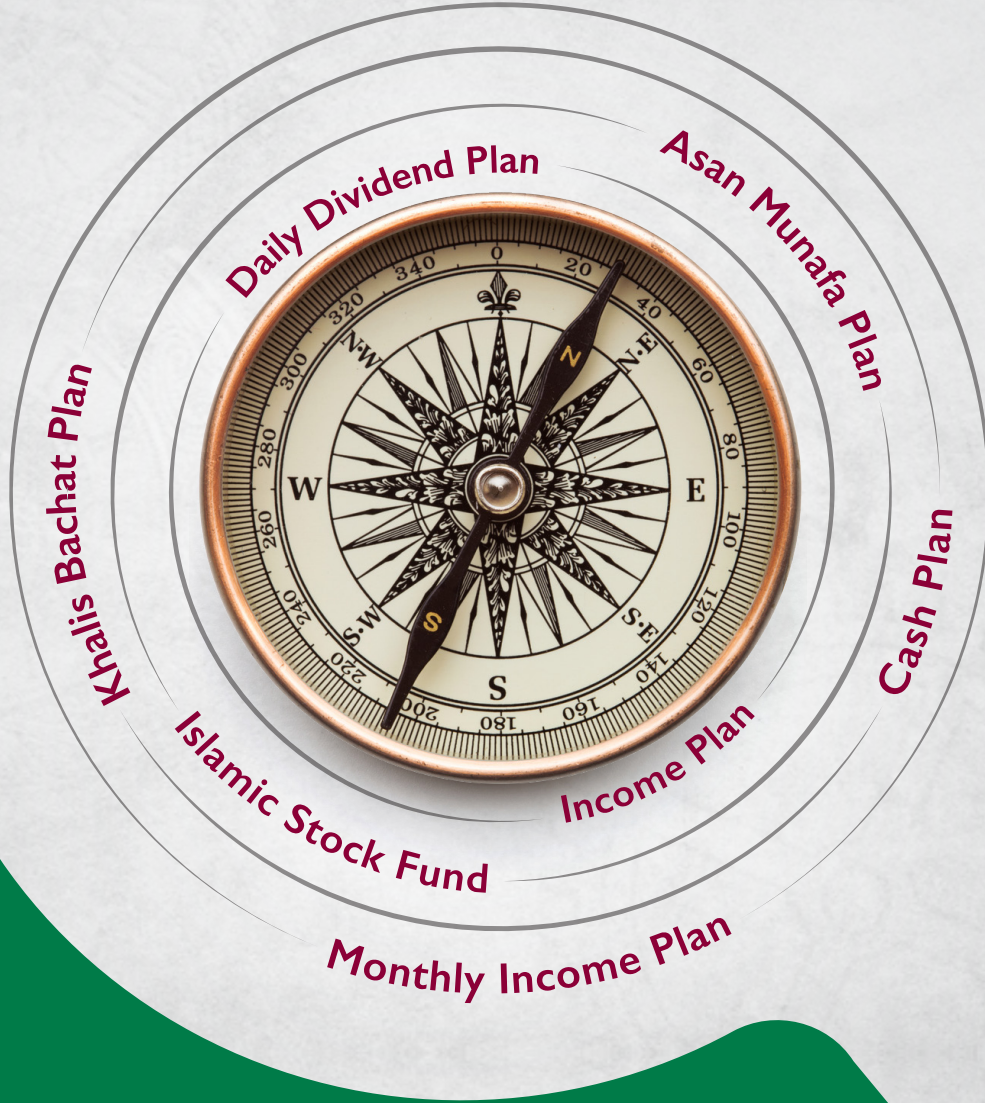 Daily Dividend Plan
Asan Munafa Plan
Khalis Bachat Plan
Cash Plan
Islamic Stock Fund
Income Plan
Monthly Income Plan
0
20
40
N·E
60
80
E
100
120
S·E
140
160
180
S
200
220
S·W
240
260
W
280
300
N·W
320
340
N
S